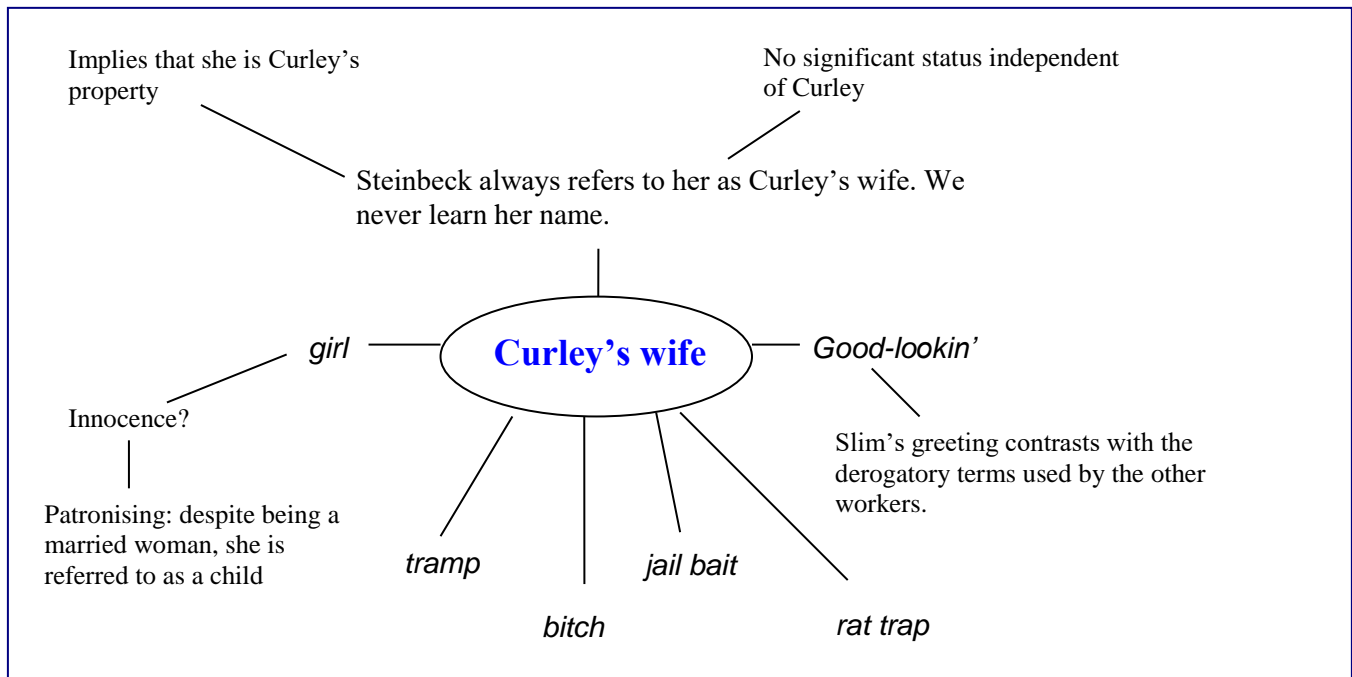 Implies that she is Curley’s
property
No significant status independent
of Curley
Steinbeck always refers to her as Curley’s wife. We
never learn her name.
girl
Curley’s wife
Good-lookin’
Innocence?
Slim’s greeting contrasts with the
derogatory terms used by the other
workers.
Patronising: despite being a
married woman, she is
referred to as a child
tramp
jail bait
bitch
rat trap